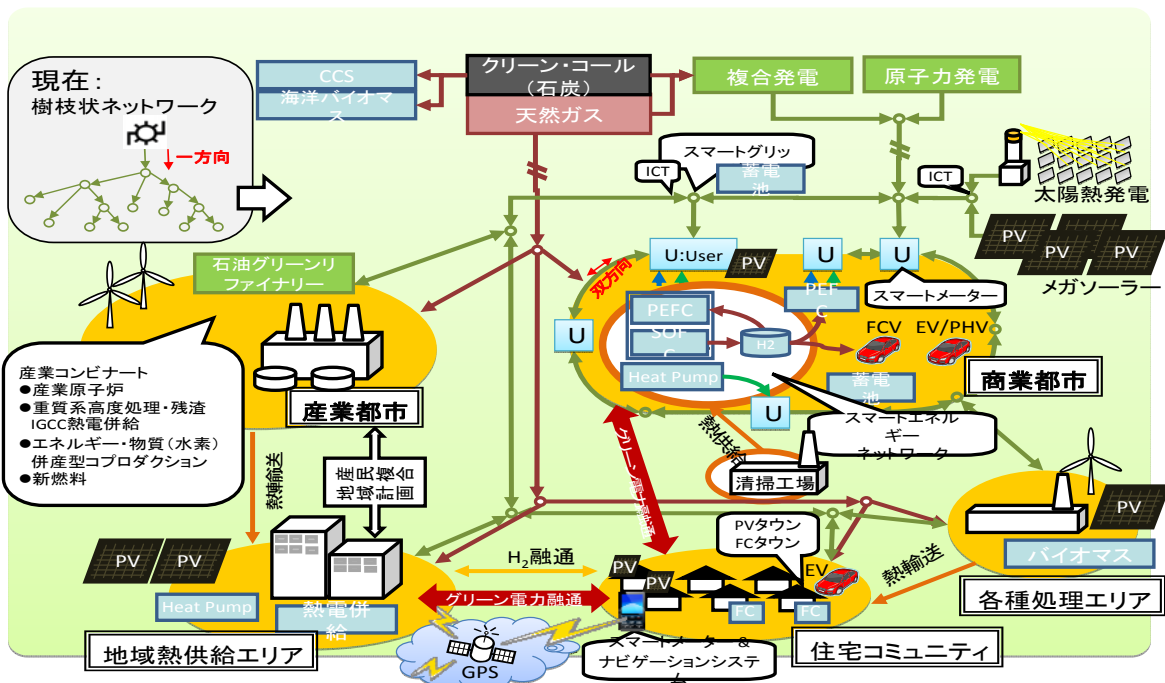 現在：
樹枝状ネットワーク
一方向
CCS
海洋バイオマ
ス
クリーン・コール
（石炭）
天然ガス
複合発電
原子力発電
スマートグリッ
ICT
蓄電
池
ICT
太陽熱発電
PV
PV
PV
PV
メガソーラー
石油グリーンリ
ファイナリー
双方向
U:User
PV
U
U
スマートメーター
U
PEFC
SOF
C
H2
PEF
C
FCV
EV/PHV
Heat Pump
蓄電
池
U
商業都市
スマートエネル
ギー
ネットワータ
産業コンビナート
●産業原子炉
●重質系高度処理・残渣
IGCC熱電併給
●エネルギー・物質（水素）
併産型コプロダクション
●新燃料
産業都市
熱輸送
産民複合
地域計画
熱供給
清掃工場
PV
バイオマス
各種処理エリア
熱輸送
PVタウン
FCタウン
EV
PV
PV
FC
FC
住宅コミュニティ
H₂融通
グリーン電力融通
PV
PV
Heat Pump
熱電併
給
地域熱供給エリア
GPS
スマートメーター ＆
ナビゲーションシステ